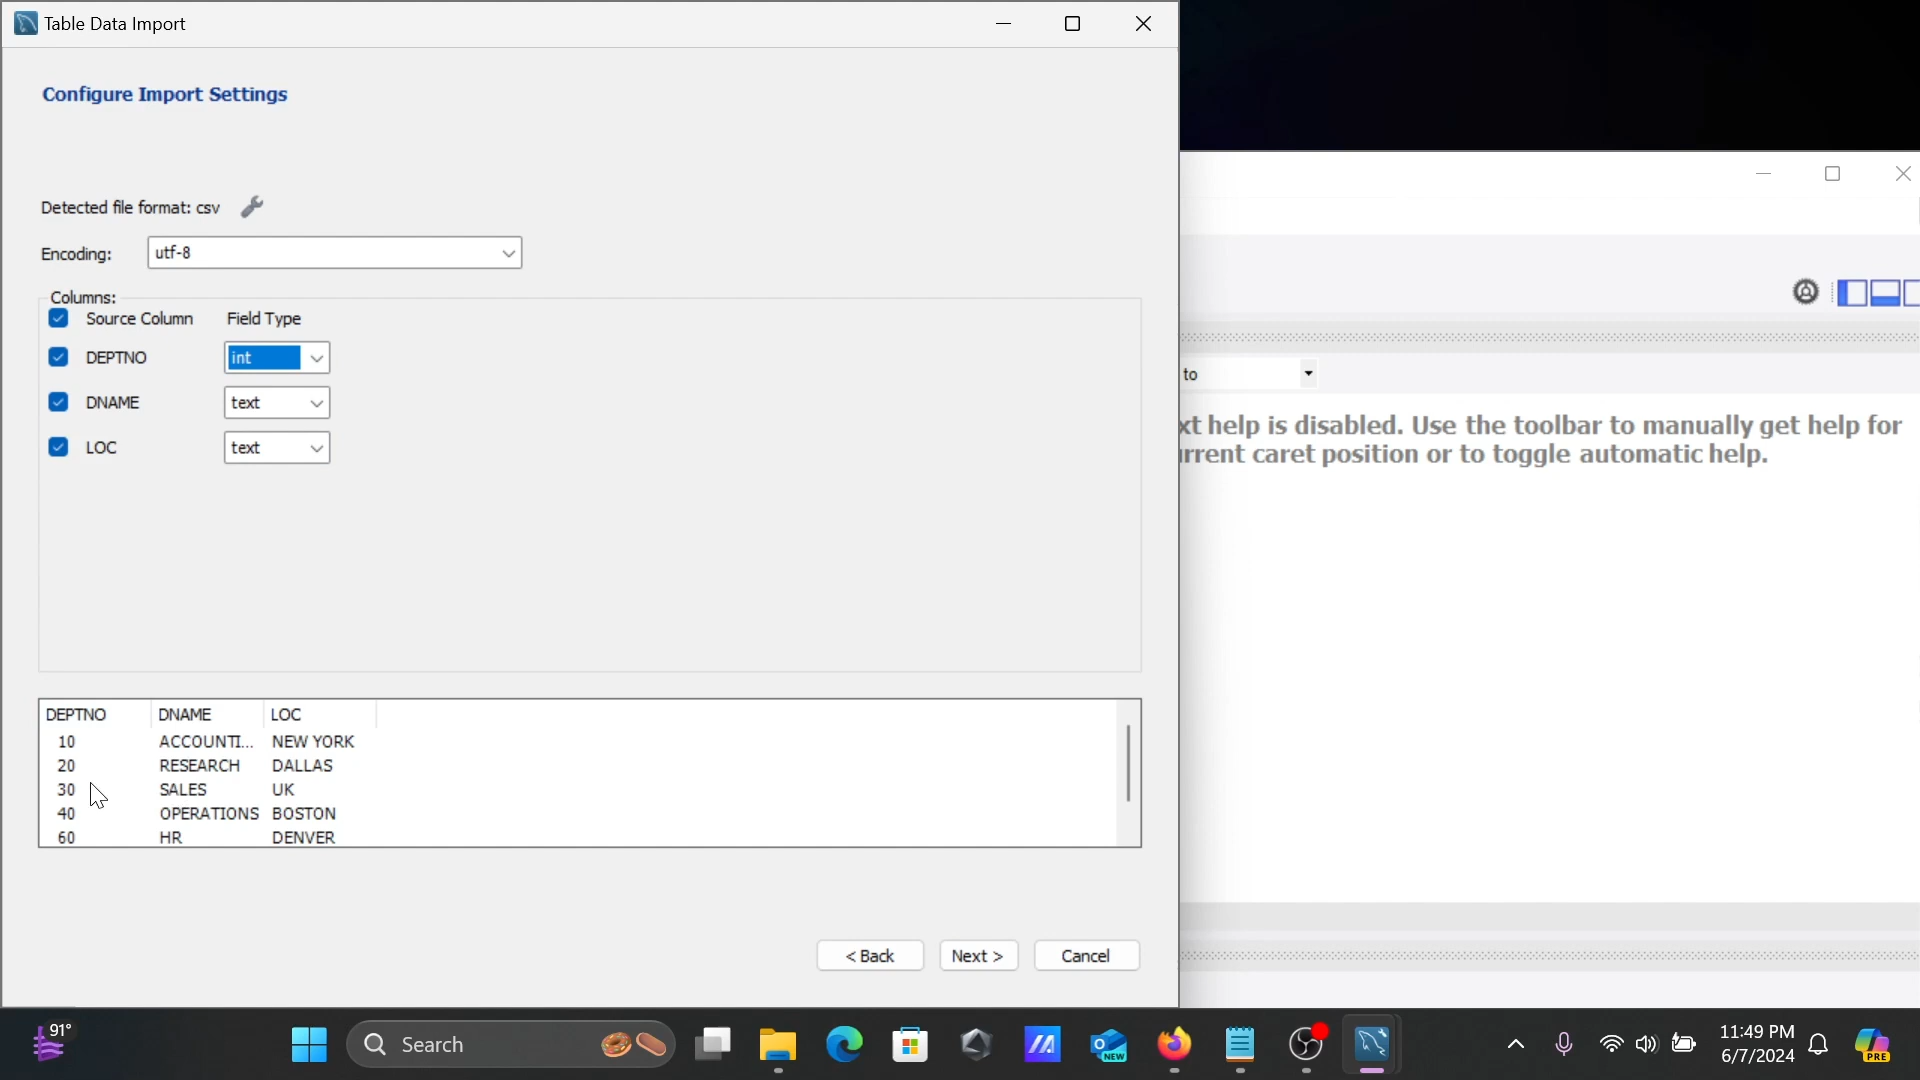 Table Data Import
Configure Import Settings
Detected file format: csv
Encoding: utf-8
Columns:
Source Column Field Type
DEPTNO int
DNAME text
LOC text
DEPTNO DNAME LOC
10 ACCOUNTI... NEW YORK
20 RESEARCH DALLAS
30 SALES UK
40 OPERATIONS BOSTON
60 HR DENVER
< Back Next > Cancel
to
xt help is disabled. Use the toolbar to manually get help for
urrent caret position or to toggle automatic help.
91°
Search
NEW
11:49 PM
6/7/2024
PRE